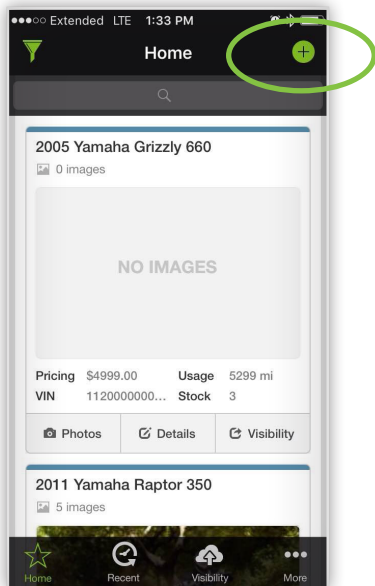 Extended LTE 1:33 PM
Home
2005 Yamaha Grizzly 660
0 images
NO IMAGES
Pricing $4999.00 Usage 5299 mi
VIN 1120000000... Stock 3
Photos Details Visibility
2011 Yamaha Raptor 350
5 images
Home Recent Visibility More